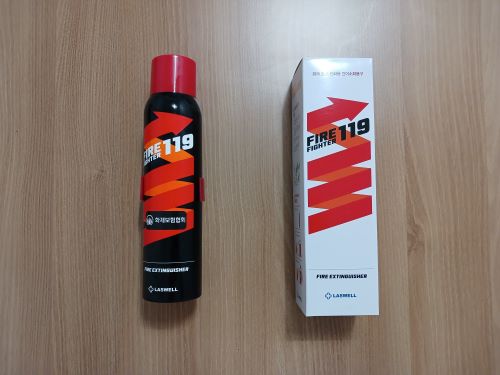 FIRE
FIGHTER
119
화재보험협회
FIRE EXTINGUISHER
LASWELL
FIRE
FIGHTER
119
FIRE EXTINGUISHER
LASWELL